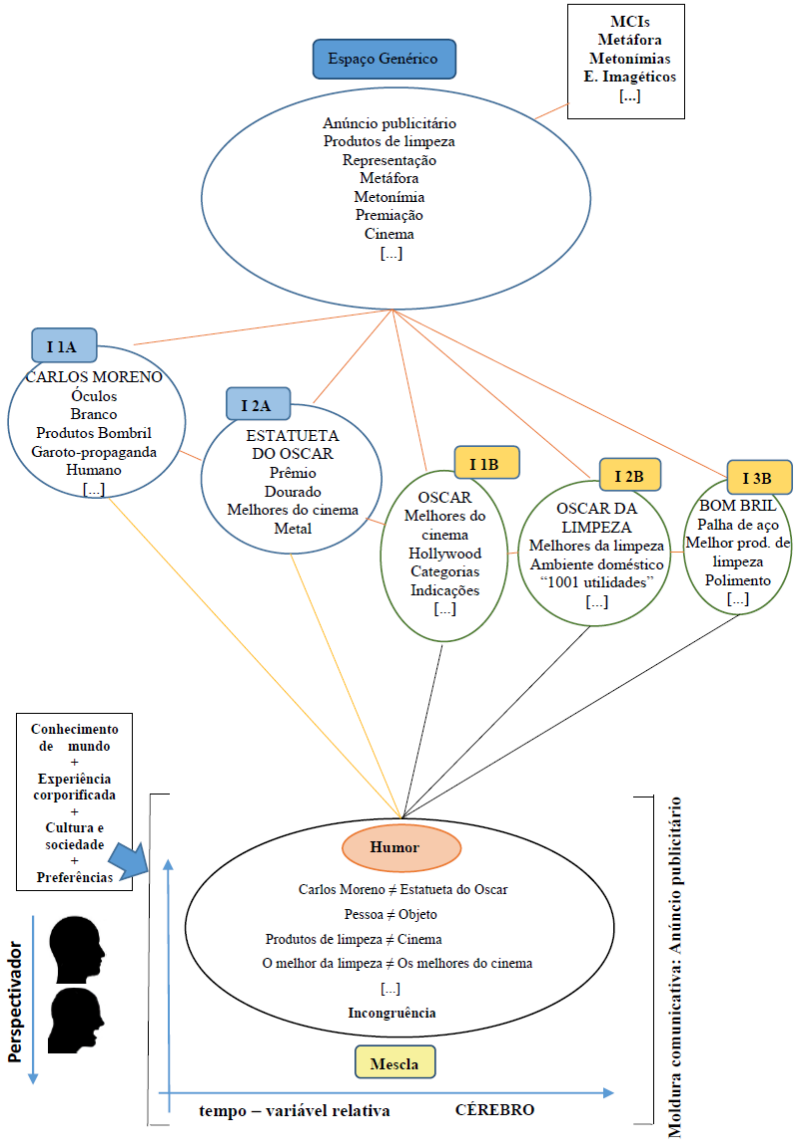 Espaço Genérico
MCIs
Metáfora
Metonímias
E. Imagéticos
[...]
Anúncio publicitário
Produtos de limpeza
Representação
Metáfora
Metonímia
Premiação
Cinema
[...]
I 1A
CARLOS MORENO
Óculos
Branco
Produtos Bombril
Garoto-propaganda
Humano
[...]
I 2A
ESTATUETA
DO OSCAR
Prêmio
Dourado
Melhores do cinema
Metal
I 1B
OSCAR
Melhores do
cinema
Hollywood
Categorias
Indicações
[...]
I 2B
OSCAR DA
LIMPEZA
Melhores da limpeza
Ambiente doméstico
“1001 utilidades”
[...]
I 3B
BOM BRIL
Palha de aço
Melhor prod. de
limpeza
Polimento
[...]
Conhecimento
de mundo
+
Experiência
corporificada
+
Cultura e
sociedade
+
Preferências
Perspectivador
Humor
Carlos Moreno ≠ Estatueta do Oscar
Pessoa ≠ Objeto
Produtos de limpeza ≠ Cinema
O melhor da limpeza ≠ Os melhores do cinema
[...]
Incongruência
Mescla
tempo – variável relativa CÉREBRO
Moldura comunicativa: Anúncio publicitário